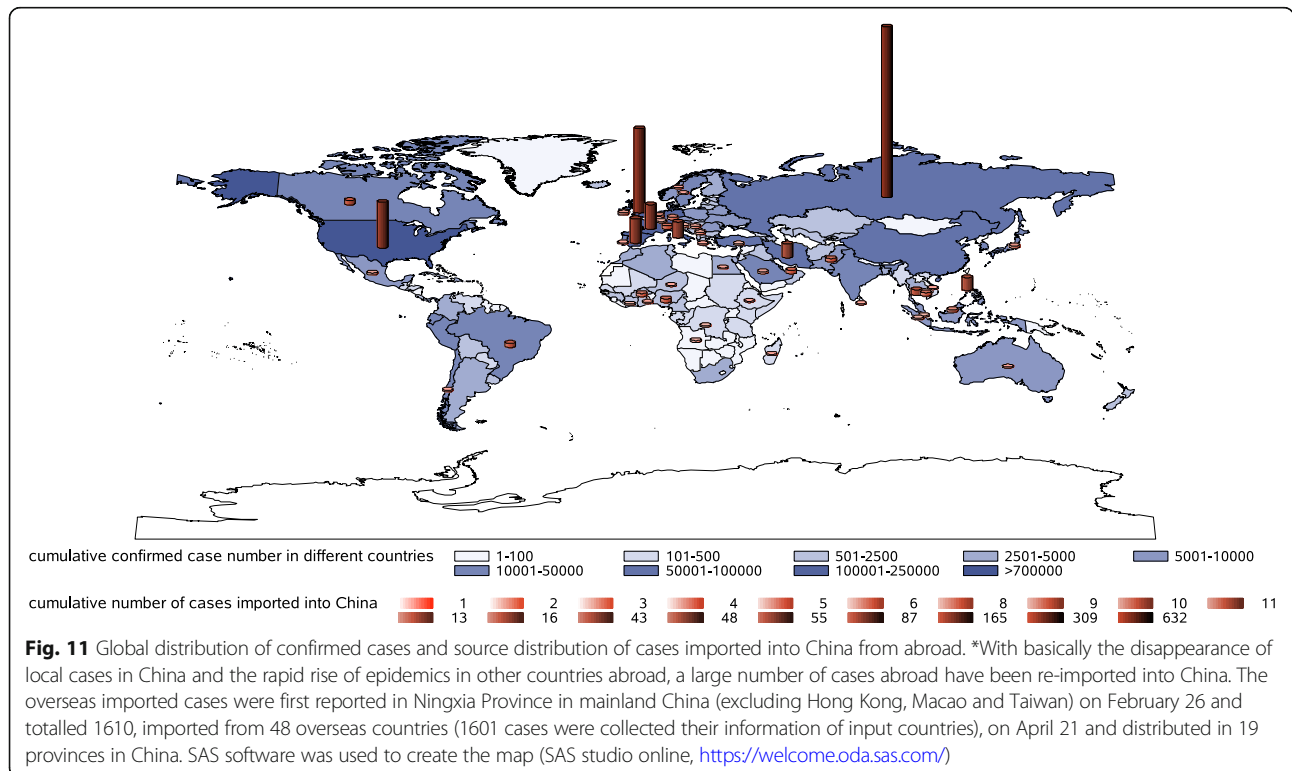 cumulative confirmed case number in different countries 1-100 101-500 501-2500 2501-5000 5001-10000
10001-50000 50001-100000 100001-250000 >700000
cumulative number of cases imported into China 1 2 3 4 5 6 8 9 10 11
13 16 43 48 55 87 165 309 632
Fig. 11 Global distribution of confirmed cases and source distribution of cases imported into China from abroad. *With basically the disappearance of
local cases in China and the rapid rise of epidemics in other countries abroad, a large number of cases abroad have been re-imported into China. The
overseas imported cases were first reported in Ningxia Province in mainland China (excluding Hong Kong, Macao and Taiwan) on February 26 and
totalled 1610, imported from 48 overseas countries (1601 cases were collected their information of input countries), on April 21 and distributed in 19
provinces in China. SAS software was used to create the map (SAS studio online, https://welcome.oda.sas.com/)